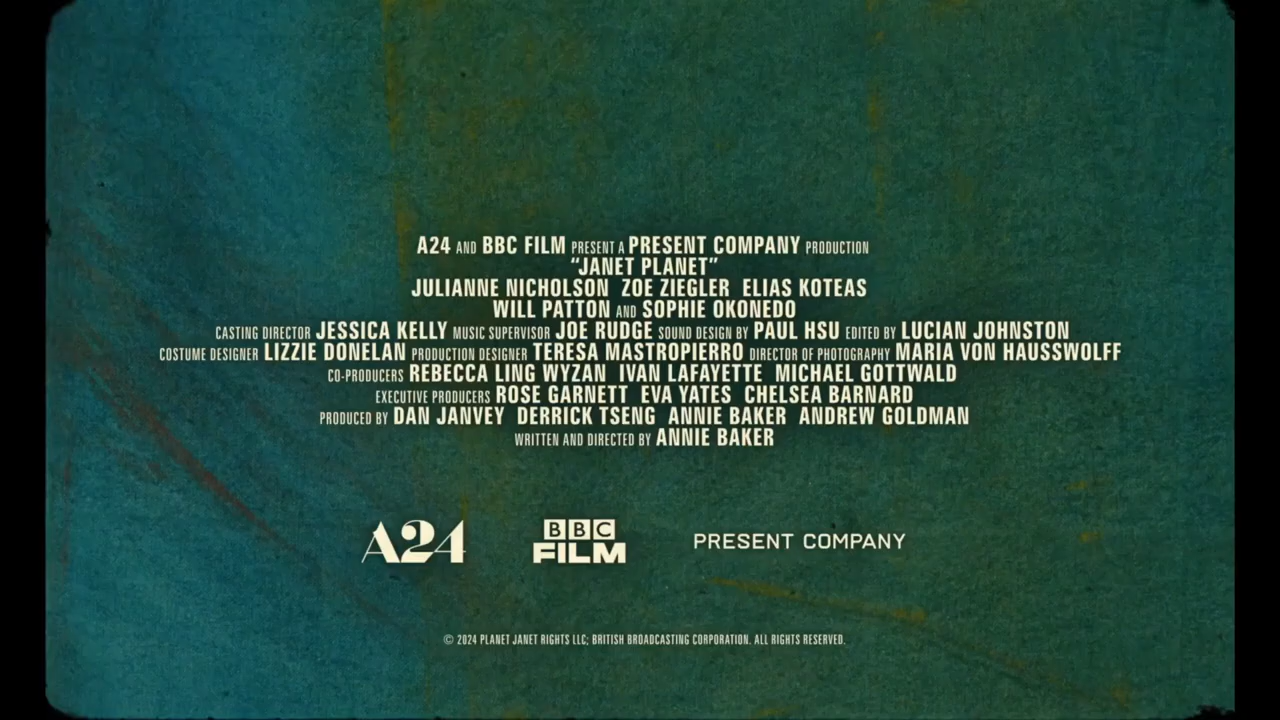 A24 AND BBC FILM PRESENT A PRESENT COMPANY PRODUCTION
“JANET PLANET”
JULIANNE NICHOLSON ZOE ZIEGLER ELIAS KOTEAS
WILL PATTON AND SOPHIE OKONEDO
CASTING DIRECTOR JESSICA KELLY MUSIC SUPERVISOR JOE RUDGE SOUND DESIGN BY PAUL HSU EDITED BY LUCIAN JOHNSTON
COSTUME DESIGNER LIZZIE DONELAN PRODUCTION DESIGNER TERESA MASTROPIERRO DIRECTOR OF PHOTOGRAPHY MARIA VON HAUSSWOLFF
CO-PRODUCERS REBECCA LING WYZAN IVAN LAFAYETTE MICHAEL GOTTWALD
EXECUTIVE PRODUCERS ROSE GARNETT EVA YATES CHELSEA BARNARD
PRODUCED BY DAN JANVEY DERRICK TSENG ANNIE BAKER ANDREW GOLDMAN
WRITTEN AND DIRECTED BY ANNIE BAKER
A24
BBC
FILM
PRESENT COMPANY
© 2024 PLANET JANET RIGHTS LLC; BRITISH BROADCASTING CORPORATION. ALL RIGHTS RESERVED.